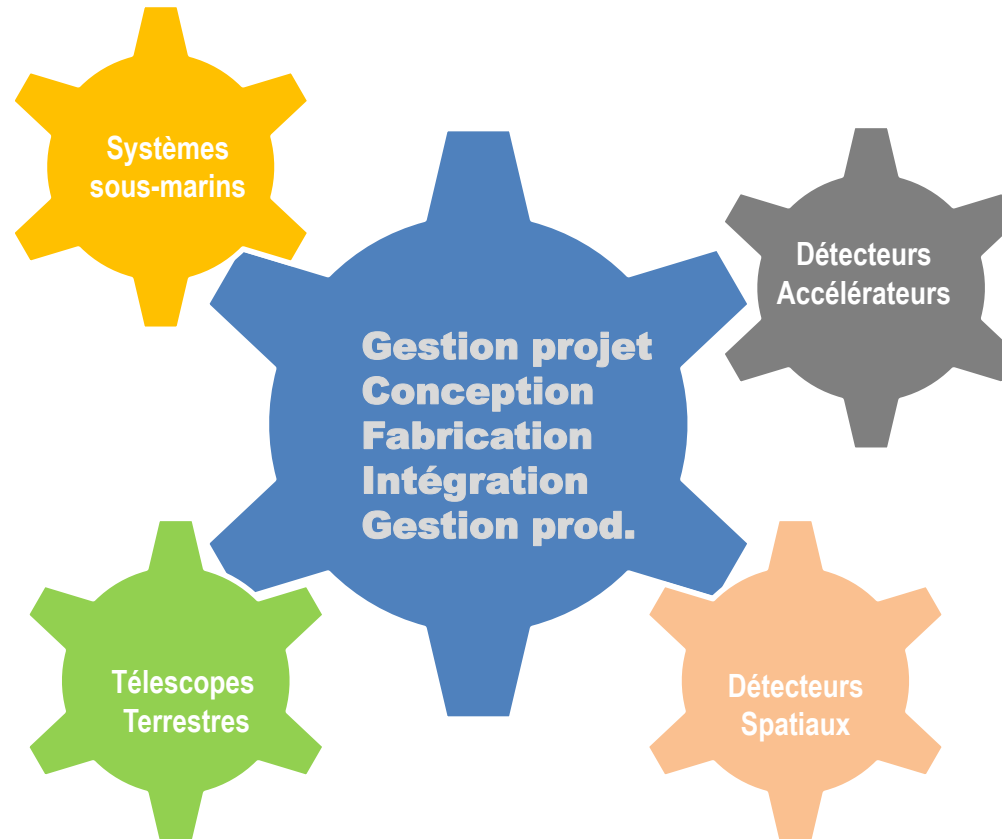 Systèmes
sous-marins
Détecteurs
Accélérateurs
Gestion projet
Conception
Fabrication
Intégration
Gestion prod.
Télescopes
Terrestres
Détecteurs
Spatiaux